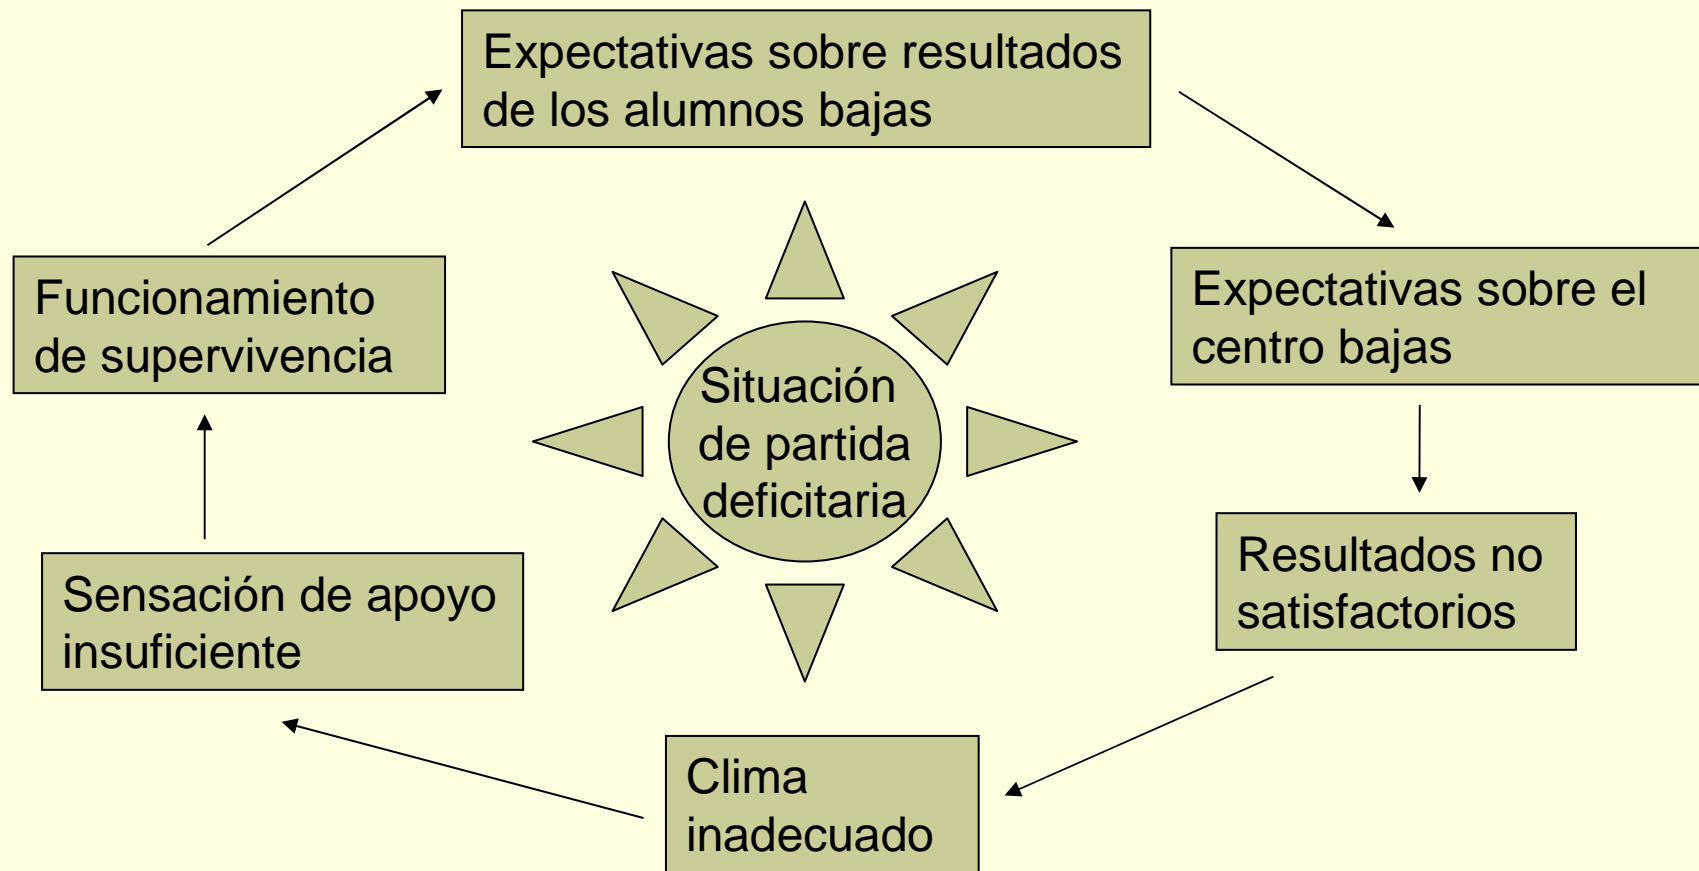 Expectativas sobre resultados
de los alumnos bajas
Expectativas sobre el
centro bajas
Resultados no
satisfactorios
Clima
inadecuado
Sensación de apoyo
insuficiente
Funcionamiento
de supervivencia
Situación
de partida
deficitaria